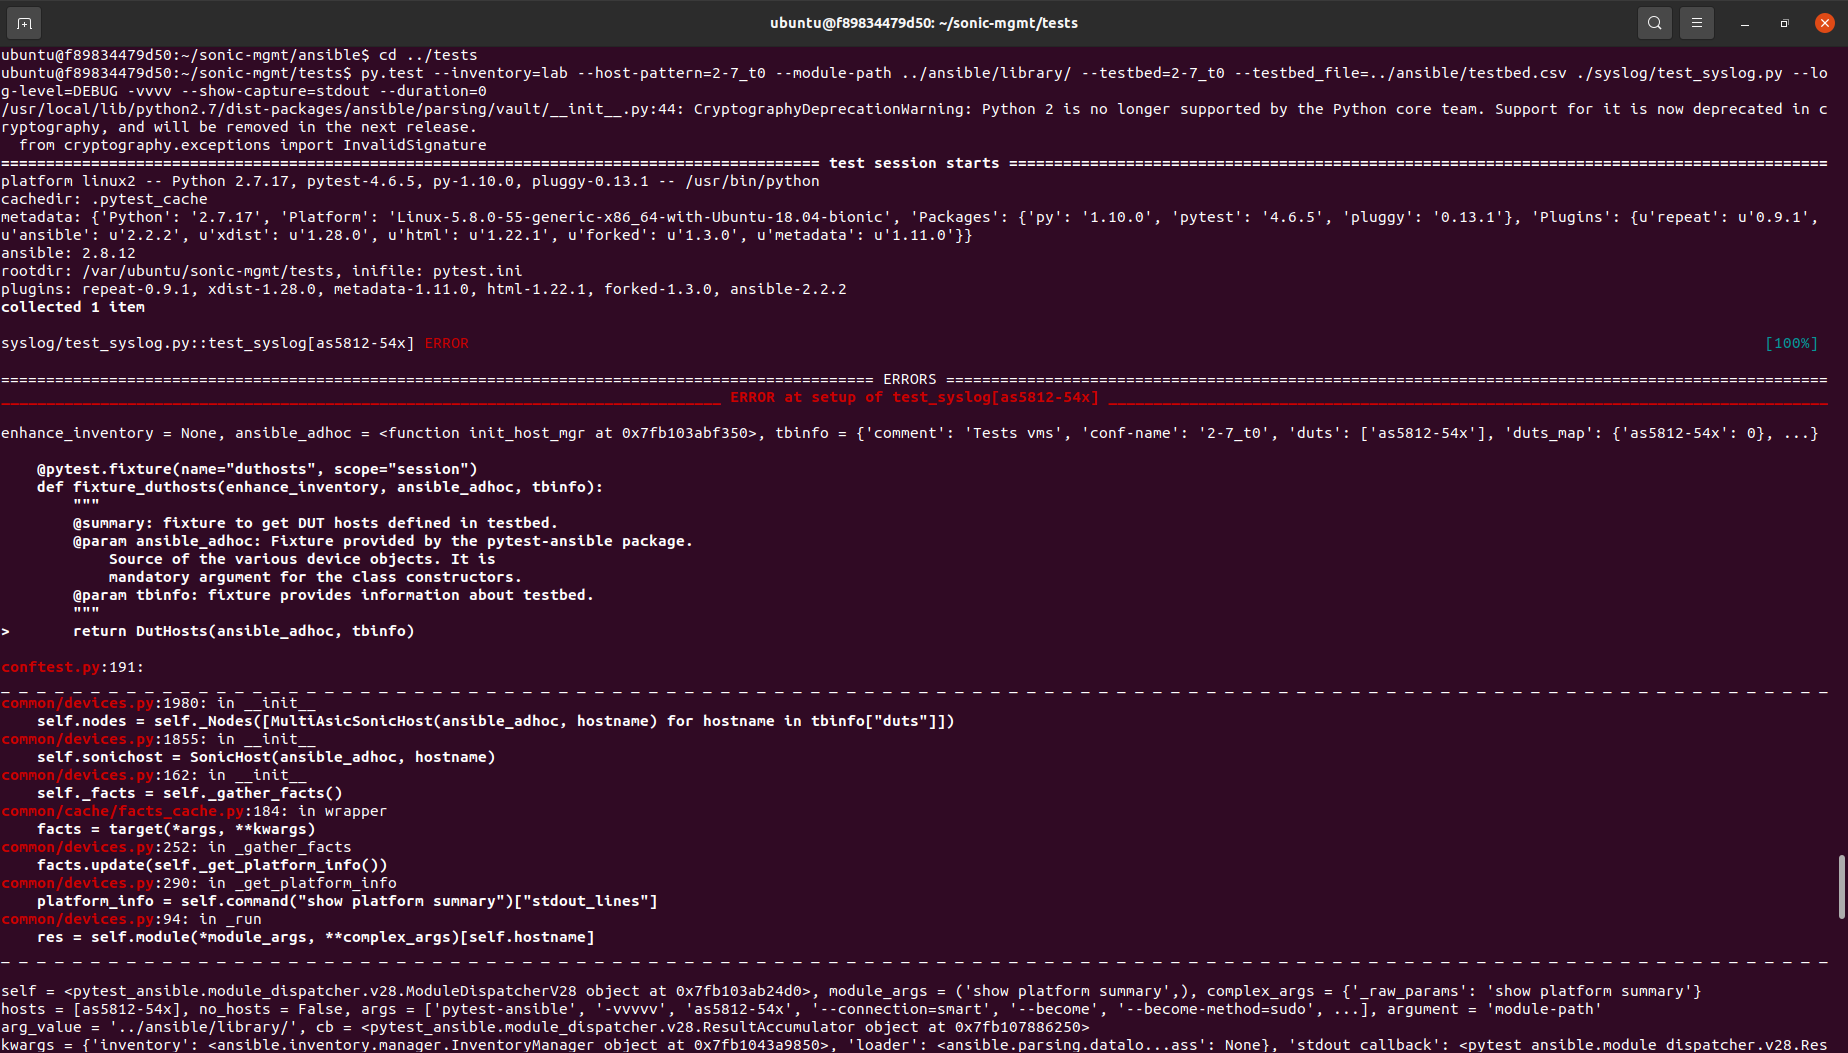 ubuntu@f89834479d50: ~/sonic-mgmt/tests
ubuntu@f89834479d50:~/sonic-mgmt/ansible$ cd ../tests
ubuntu@f89834479d50:~/sonic-mgmt/tests$ py.test --inventory=lab --host-pattern=2-7_t0 --module-path ../ansible/library/ --testbed=2-7_t0 --testbed_file=../ansible/testbed.csv ./syslog/test_syslog.py --lo
g-level=DEBUG -vvvv --show-capture=stdout --duration=0
/usr/local/lib/python2.7/dist-packages/ansible/parsing/vault/__init__.py:44: CryptographyDeprecationWarning: Python 2 is no longer supported by the Python core team. Support for it is now deprecated in c
ryptography, and will be removed in the next release.
  from cryptography.exceptions import InvalidSignature
=========================================================================================== test session starts ===========================================================================================
platform linux2 -- Python 2.7.17, pytest-4.6.5, py-1.10.0, pluggy-0.13.1 -- /usr/bin/python
cachedir: .pytest_cache
metadata: {'Python': '2.7.17', 'Platform': 'Linux-5.8.0-55-generic-x86_64-with-Ubuntu-18.04-bionic', 'Packages': {'py': '1.10.0', 'pytest': '4.6.5', 'pluggy': '0.13.1'}, 'Plugins': {u'repeat': u'0.9.1',
u'ansible': u'2.2.2', u'xdist': u'1.28.0', u'html': u'1.22.1', u'forked': u'1.3.0', u'metadata': u'1.11.0'}}
ansible: 2.8.12
rootdir: /var/ubuntu/sonic-mgmt/tests, inifile: pytest.ini
plugins: repeat-0.9.1, xdist-1.28.0, metadata-1.11.0, html-1.22.1, forked-1.3.0, ansible-2.2.2
collected 1 item

syslog/test_syslog.py::test_syslog[as5812-54x] ERROR [100%]

================================================================================================= ERRORS ==================================================================================================
________________________________________________________________________________ ERROR at setup of test_syslog[as5812-54x] ________________________________________________________________________________

enhance_inventory = None, ansible_adhoc = <function init_host_mgr at 0x7fb103abf350>, tbinfo = {'comment': 'Tests vms', 'conf-name': '2-7_t0', 'duts': ['as5812-54x'], 'duts_map': {'as5812-54x': 0}, ...}

    @pytest.fixture(name="duthosts", scope="session")
    def fixture_duthosts(enhance_inventory, ansible_adhoc, tbinfo):
        """
        @summary: fixture to get DUT hosts defined in testbed.
        @param ansible_adhoc: Fixture provided by the pytest-ansible package.
            Source of the various device objects. It is
            mandatory argument for the class constructors.
        @param tbinfo: fixture provides information about testbed.
        """
>       return DutHosts(ansible_adhoc, tbinfo)

conftest.py:191:
_ _ _ _ _ _ _ _ _ _ _ _ _ _ _ _ _ _ _ _ _ _ _ _ _ _ _ _ _ _ _ _ _ _ _ _ _ _ _ _ _ _ _ _ _ _ _ _ _ _ _ _ _ _ _ _ _ _ _ _ _ _ _ _ _ _ _ _ _ _ _ _ _ _ _ _ _ _ _ _ _ _ _ _ _ _ _ _ _ _ _ _ _ _ _ _ _ _ _ _ _ _
common/devices.py:1980: in __init__
    self.nodes = self._Nodes([MultiAsicSonicHost(ansible_adhoc, hostname) for hostname in tbinfo["duts"]])
common/devices.py:1855: in __init__
    self.sonichost = SonicHost(ansible_adhoc, hostname)
common/devices.py:162: in __init__
    self._facts = self._gather_facts()
common/cache/facts_cache.py:184: in wrapper
    facts = target(*args, **kwargs)
common/devices.py:252: in _gather_facts
    facts.update(self._get_platform_info())
common/devices.py:290: in _get_platform_info
    platform_info = self.command("show platform summary")["stdout_lines"]
common/devices.py:94: in _run
    res = self.module(*module_args, **complex_args)[self.hostname]
_ _ _ _ _ _ _ _ _ _ _ _ _ _ _ _ _ _ _ _ _ _ _ _ _ _ _ _ _ _ _ _ _ _ _ _ _ _ _ _ _ _ _ _ _ _ _ _ _ _ _ _ _ _ _ _ _ _ _ _ _ _ _ _ _ _ _ _ _ _ _ _ _ _ _ _ _ _ _ _ _ _ _ _ _ _ _ _ _ _ _ _ _ _ _ _ _ _ _ _ _ _

self = <pytest_ansible.module_dispatcher.v28.ModuleDispatcherV28 object at 0x7fb103ab24d0>, module_args = ('show platform summary',), complex_args = {'_raw_params': 'show platform summary'}
hosts = [as5812-54x], no_hosts = False, args = ['pytest-ansible', '-vvvvv', 'as5812-54x', '--connection=smart', '--become', '--become-method=sudo', ...], argument = 'module-path'
arg_value = '../ansible/library/', cb = <pytest_ansible.module_dispatcher.v28.ResultAccumulator object at 0x7fb107886250>
kwargs = {'inventory': <ansible.inventory.manager.InventoryManager object at 0x7fb1043a9850>, 'loader': <ansible.parsing.datalo...ass': None}, 'stdout_callback': <pytest_ansible.module_dispatcher.v28.Res